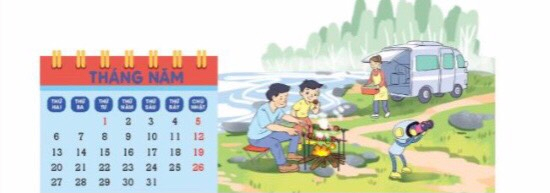 THÁNG NĂM
THỨ HAI THỨ BA THỨ TƯ THỨ NĂM THỨ SÁU THỨ BẢY CHỦ NHẬT
1 2 3 4 5
6 7 8 9 10 11 12
13 14 15 16 17 18 19
20 21 22 23 24 25 26
27 28 29 30 31